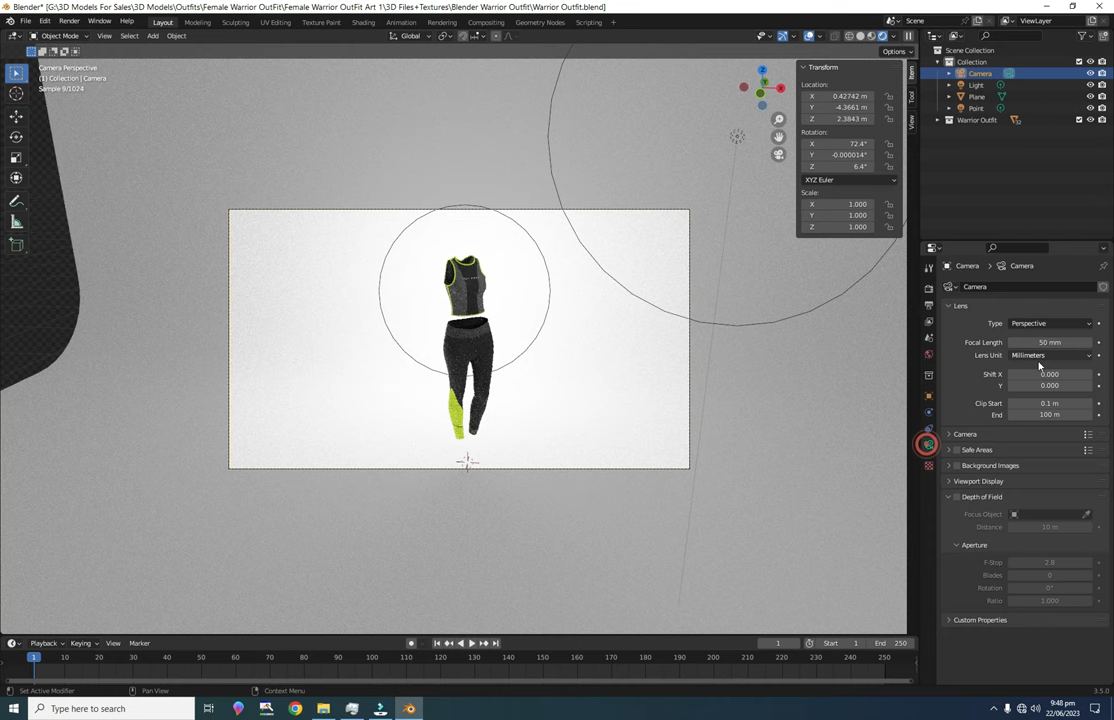 Blender* [G:\3D Models For Sales\3D Models\Outfits\Female Warrior OutFit\Female Warrior OutFit Art 1\3D Files+Textures\Blender Warrior Outfit\Warrior Outfit.blend]
File Edit Render Window Help Layout Modeling Sculpting UV Editing Texture Paint Shading Animation Rendering Compositing Geometry Nodes Scripting + Scene ViewLayer
Object Mode View Select Add Object Global
Options
Camera Perspective
(1) Collection | Camera
Sample 9/1024
Transform
Location:
X 0.42742 m
Y -4.3661 m
Z 2.3843 m
Rotation:
X 72.4°
Y -0.000014°
Z 6.4°
XYZ Euler
Scale:
X 1.000
Y 1.000
Z 1.000
Item
Tool
View
Z
X
Scene Collection
Collection
Camera
Light
Plane
Point
Warrior Outfit
Camera > Camera
Camera
Lens
Type Perspective
Focal Length 50 mm
Lens Unit Millimeters
Shift X 0.000
Y 0.000
Clip Start 0.1 m
End 100 m
Camera
Safe Areas
Background Images
Viewport Display
Depth of Field
Focus Object
Distance 10 m
Aperture
F-Stop 2.8
Blades 0
Rotation 0°
Ratio 1.000
Custom Properties
Playback Keying View Marker 1 Start 1 End 250
1 10 20 30 40 50 60 70 80 90 100 110 120 130 140 150 160 170 180 190 200 210 220 230 240 250
Set Active Modifier Pan View Context Menu 3.5.0
Type here to search
9:48 pm
22/06/2023